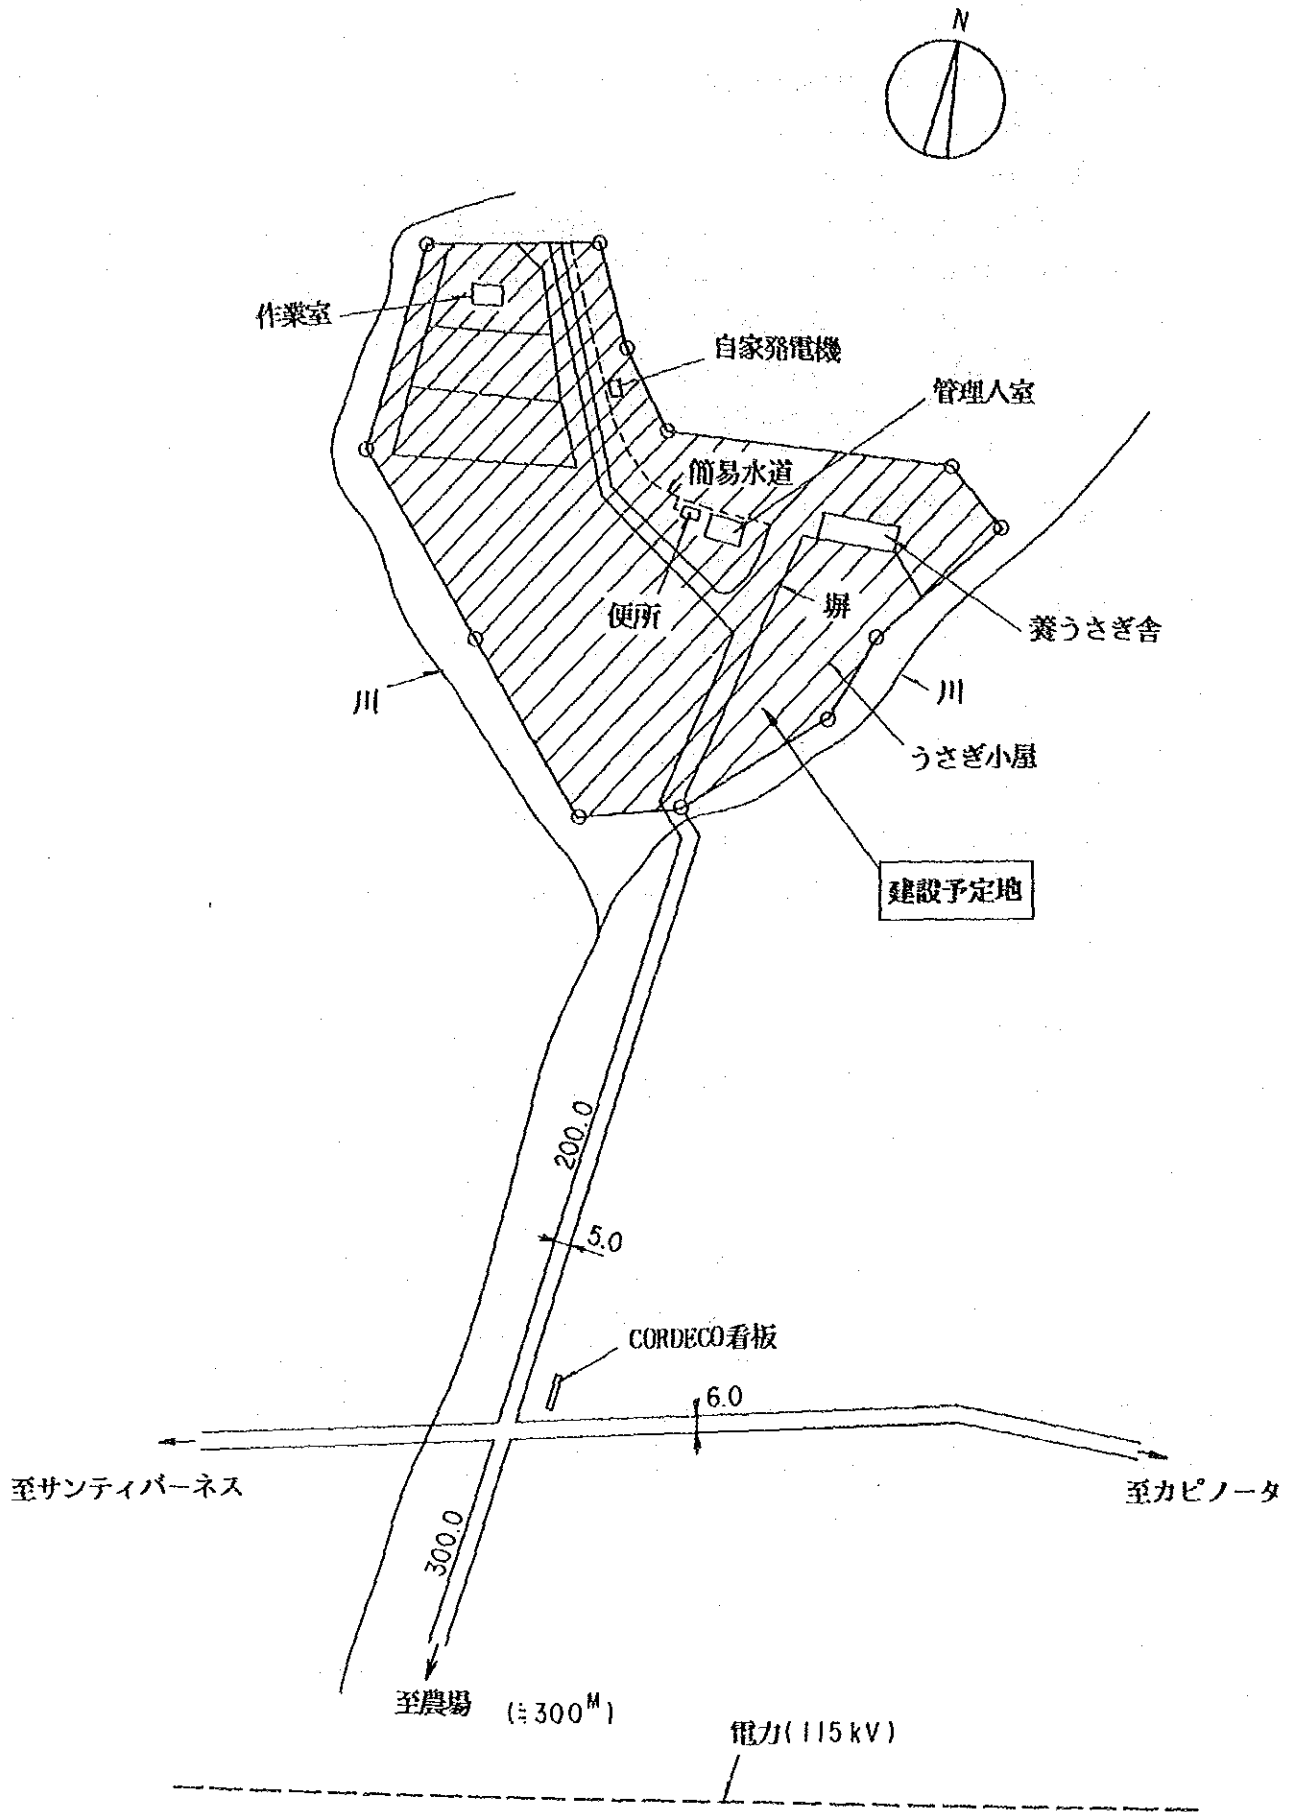 N
作業室
自家発電機
管理人室
簡易水道
便所
塀
養うさぎ舎
川
川
うさぎ小屋
建設予定地
200.0
5.0
CORDECO看板
6.0
至サンティバーネス
至カピノータ
300.0
至農場 (≒300M)
電力(115kV)